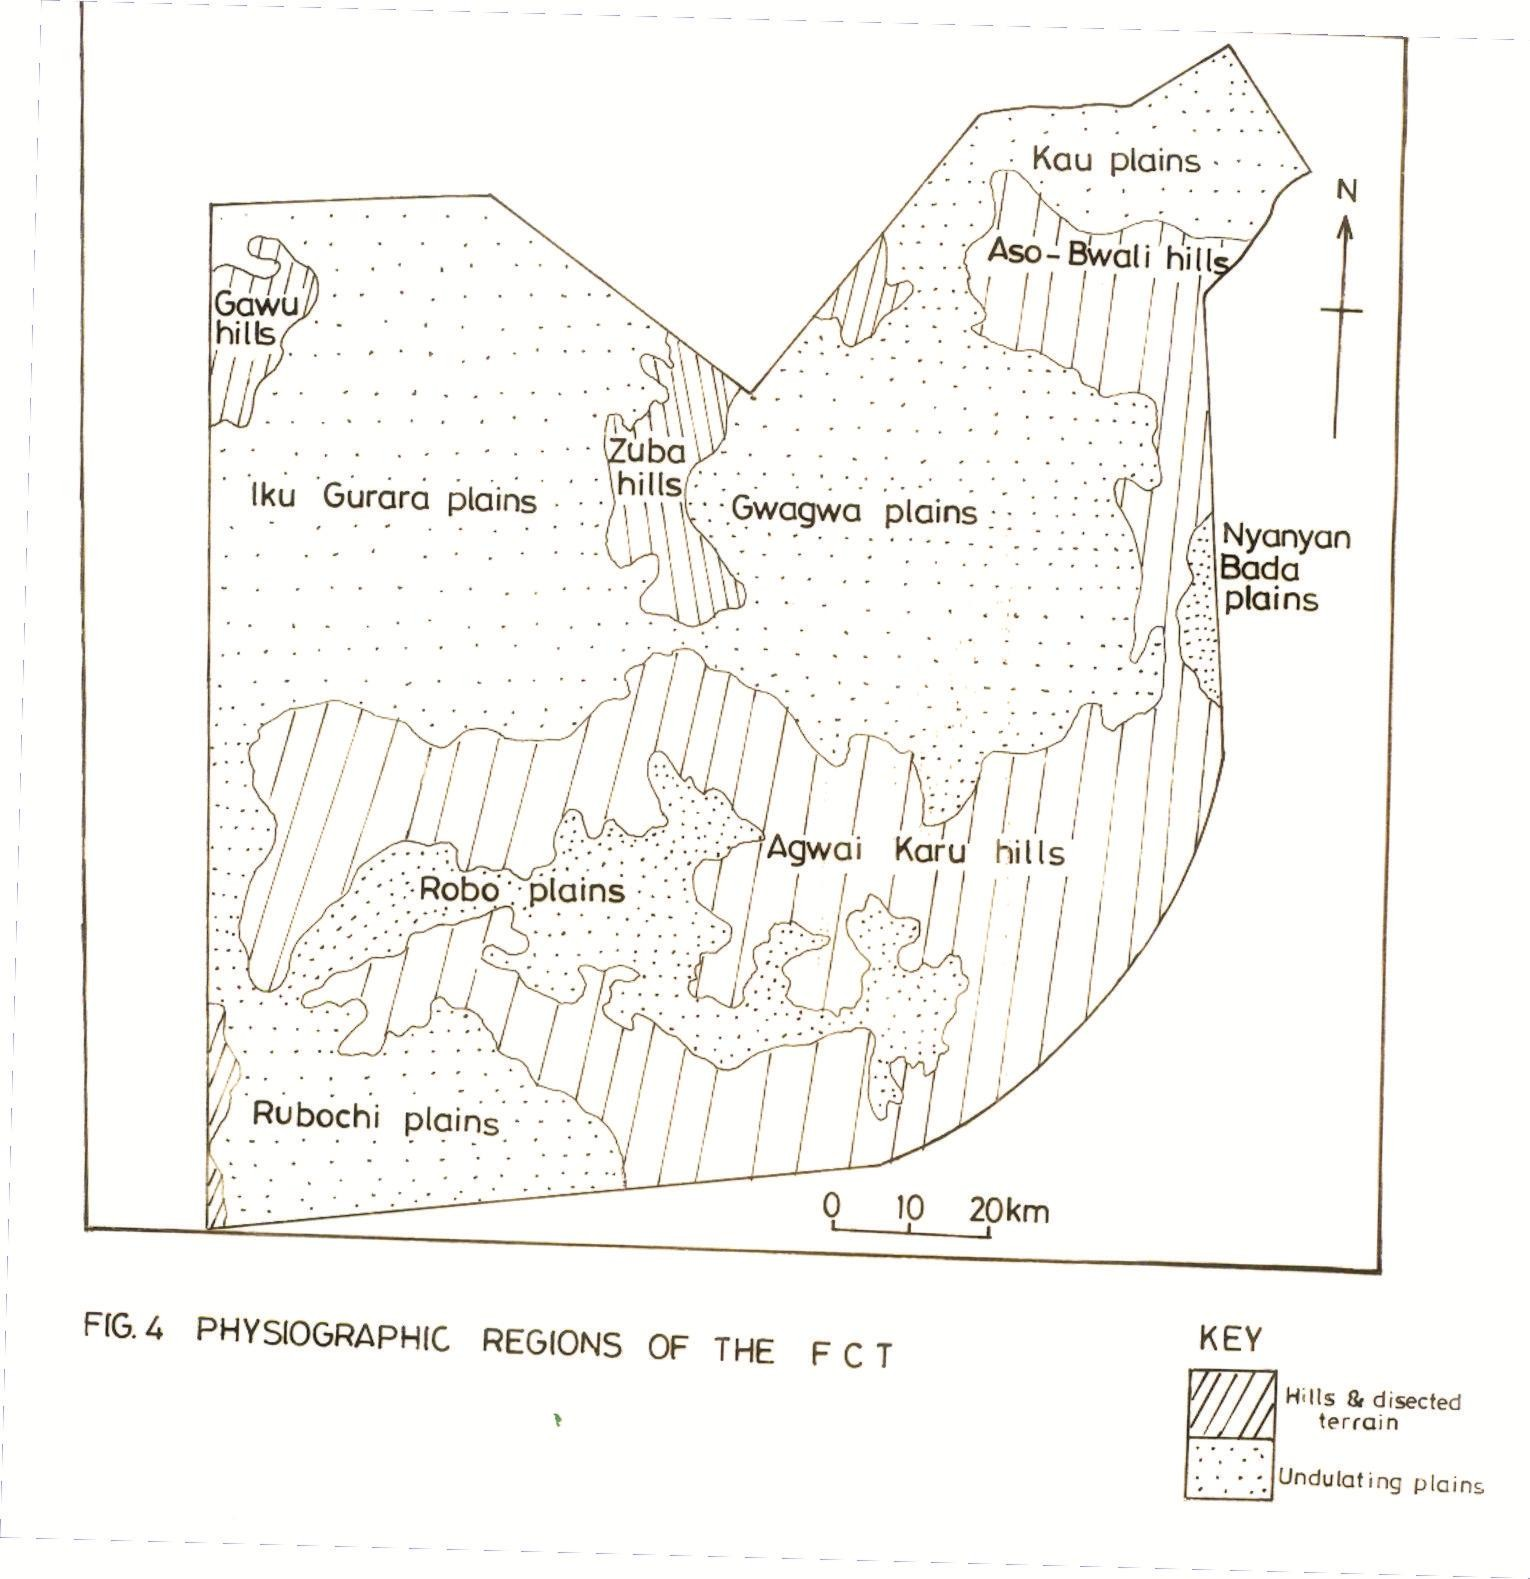 Kau plains
N
Aso-Bwali hills
Gawu
hills
Zuba
hills
Iku Gurara plains
Gwagwa plains
Nyanyan
Bada
plains
Agwai Karu hills
Robo plains
Rubochi plains
0 10 20km
FIG. 4 PHYSIOGRAPHIC REGIONS OF THE F C T
KEY
Hills & disected
terrain
Undulating plains